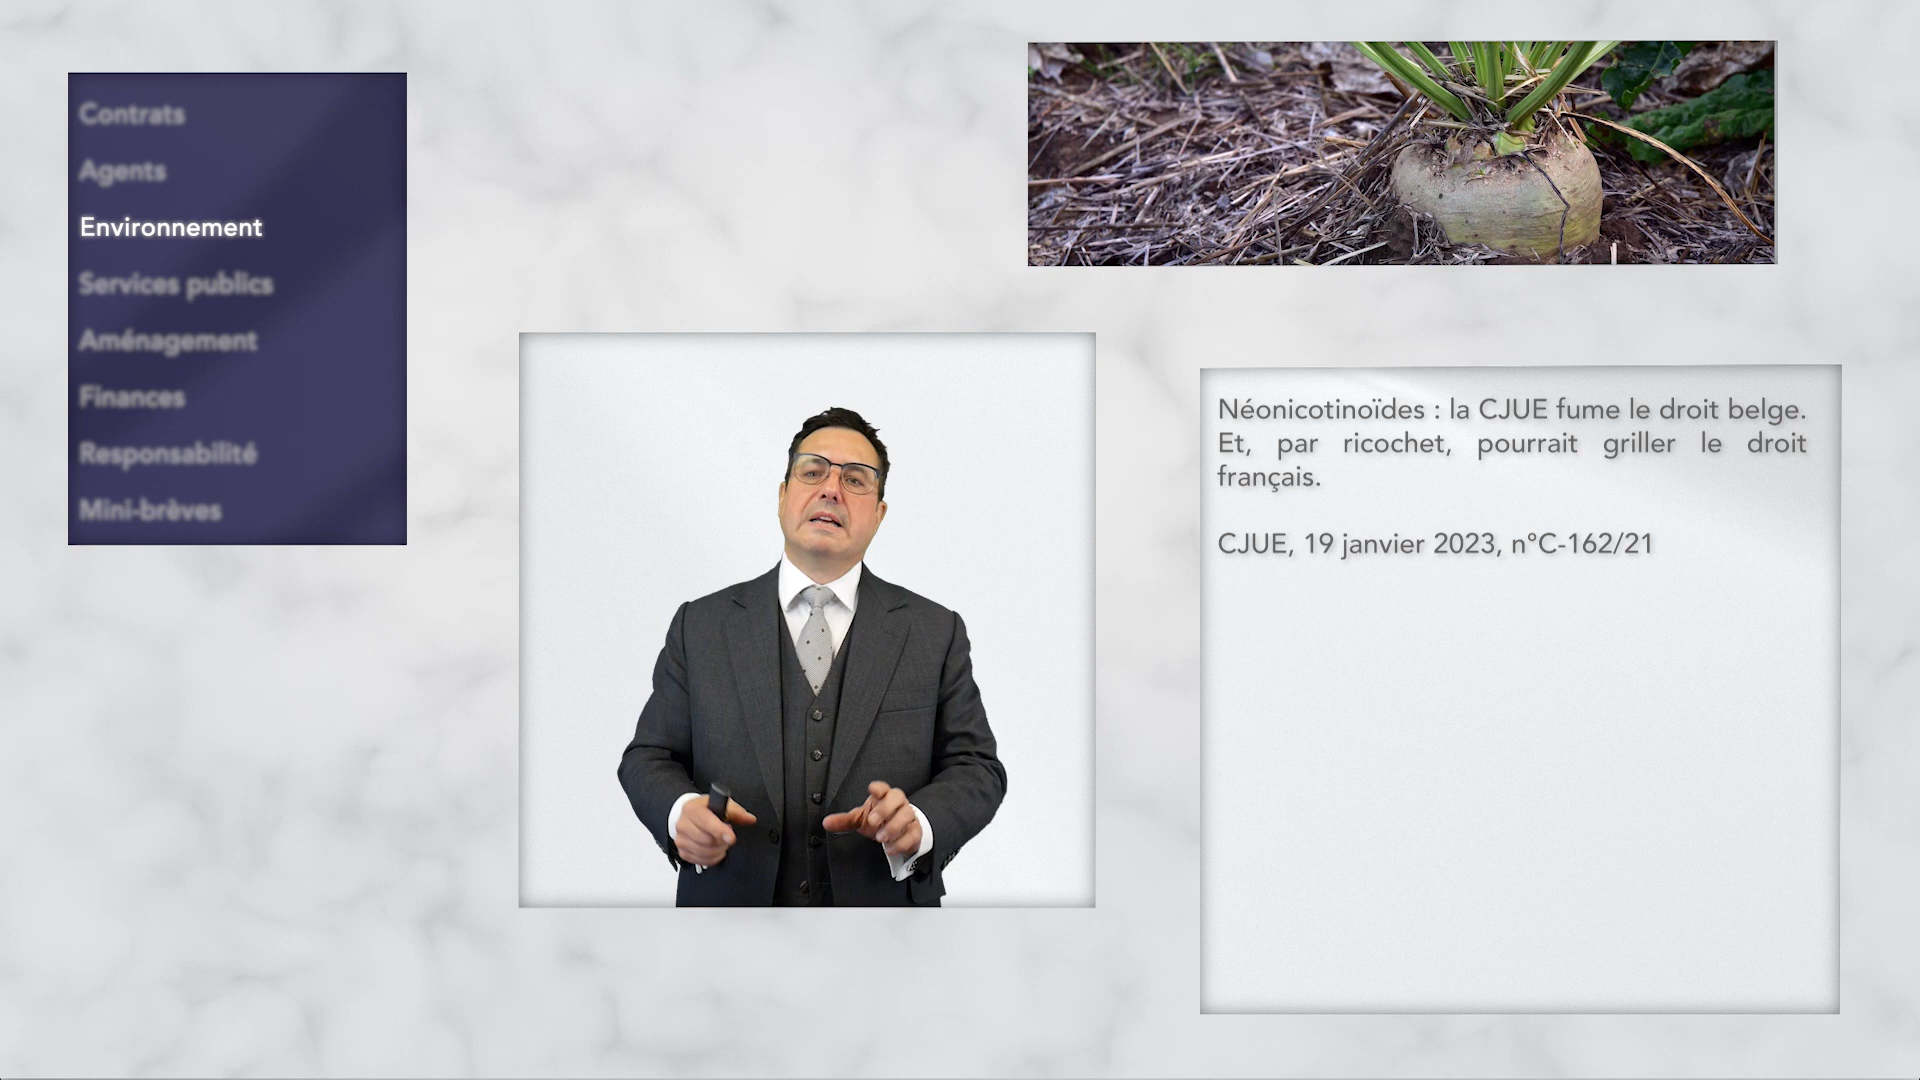 Contrats
Agents
Environnement
Services publics
Aménagement
Finances
Responsabilité
Mini-brèves
Néonicotinoïdes : la CJUE fume le droit belge.
Et, par ricochet, pourrait griller le droit
français.
CJUE, 19 janvier 2023, n°C-162/21